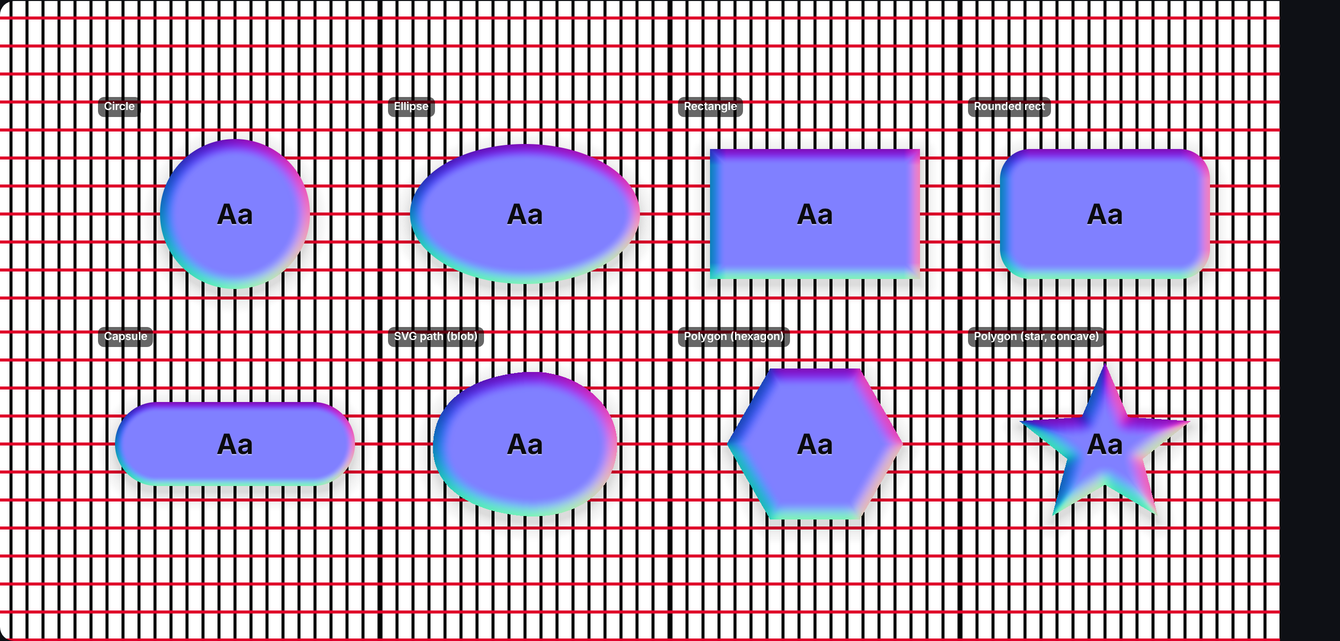 Circle
Ellipse
Rectangle
Rounded rect
Aa
Aa
Aa
Aa
Capsule
SVG path (blob)
Polygon (hexagon)
Polygon (star, concave)
Aa
Aa
Aa
Aa